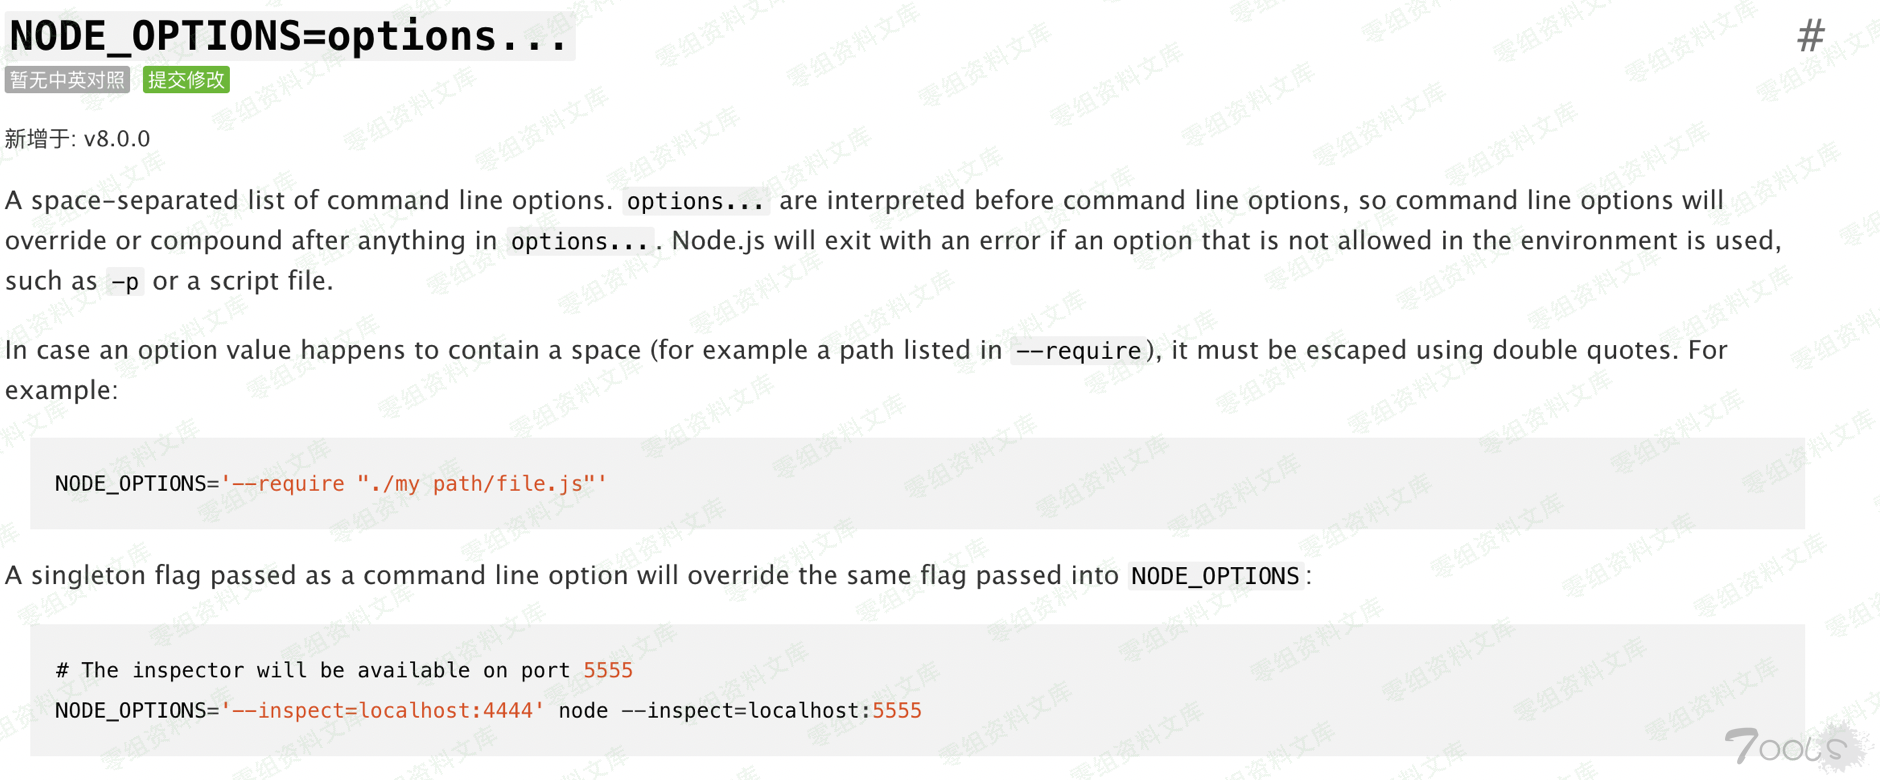 NODE_OPTIONS=options...
#
暂无中英对照 提交修改
新增于: v8.0.0
A space-separated list of command line options. options... are interpreted before command line options, so command line options will
override or compound after anything in options.... Node.js will exit with an error if an option that is not allowed in the environment is used,
such as -p or a script file.
In case an option value happens to contain a space (for example a path listed in --require), it must be escaped using double quotes. For
example:
NODE_OPTIONS='--require "./my path/file.js"'
A singleton flag passed as a command line option will override the same flag passed into NODE_OPTIONS:
# The inspector will be available on port 5555
NODE_OPTIONS='--inspect=localhost:4444' node --inspect=localhost:5555
7ools
零组资料文库